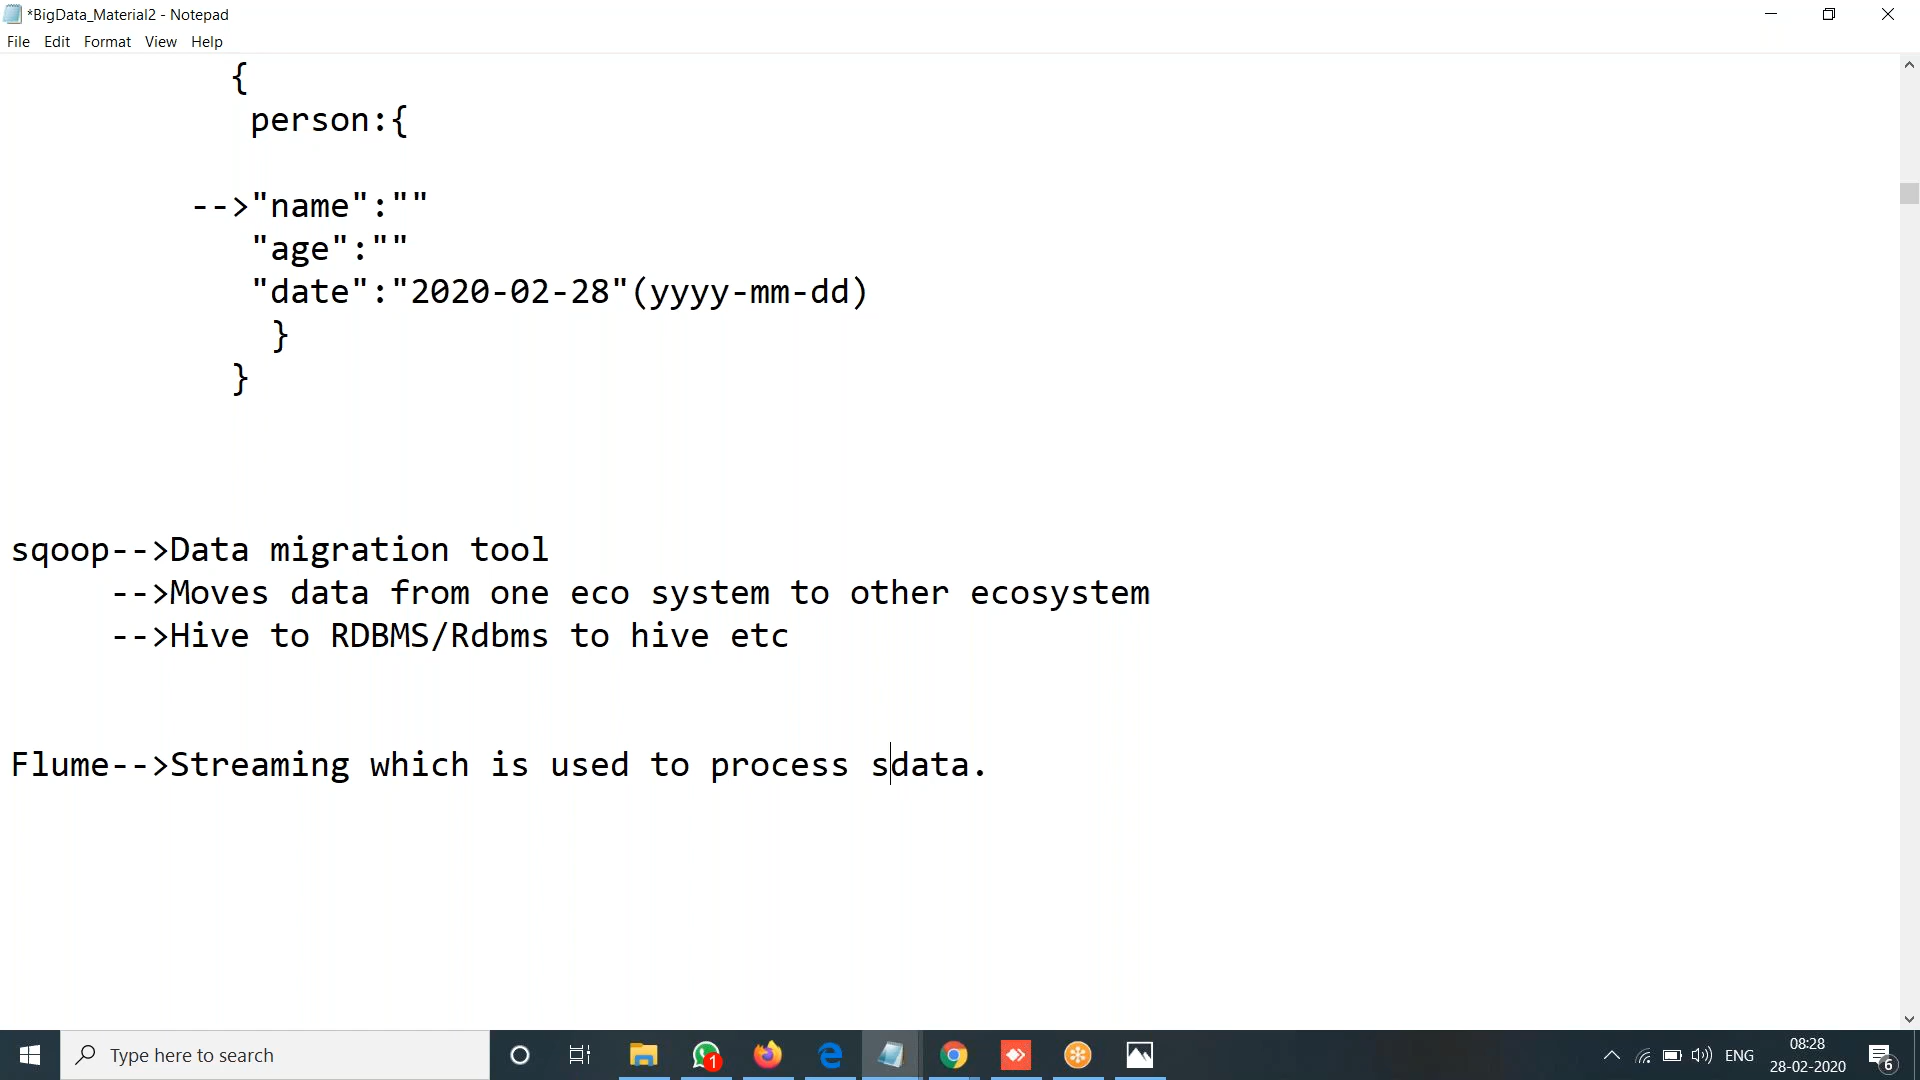 *BigData_Material2 - Notepad
File Edit Format View Help
{
person:{
-->"name":""
"age":""
"date":"2020-02-28"(yyyy-mm-dd)
}
}
sqoop-->Data migration tool
-->Moves data from one eco system to other ecosystem
-->Hive to RDBMS/Rdbms to hive etc
Flume-->Streaming which is used to process sdata.
Type here to search
1
ENG
08:28
28-02-2020
6